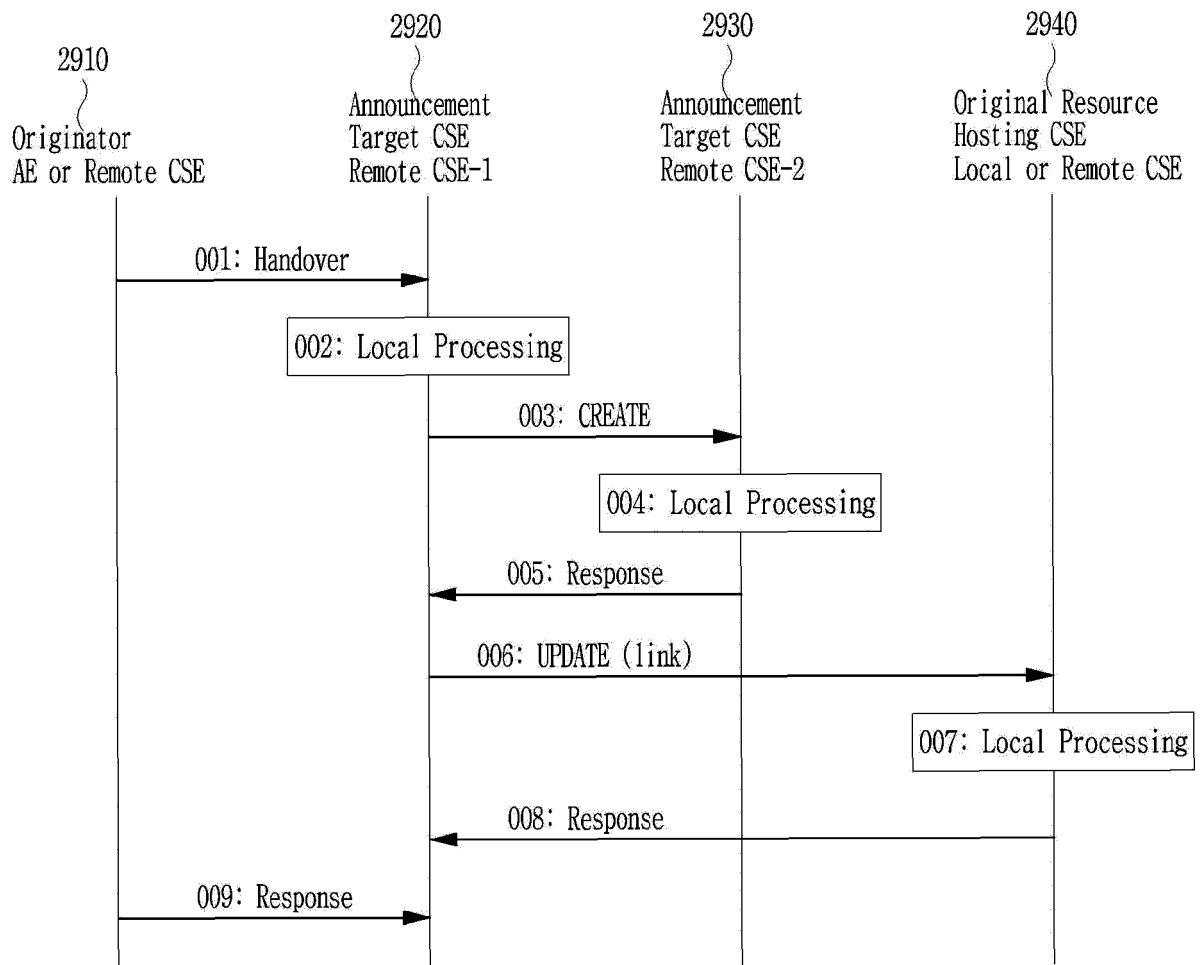 2910
2920
2930
2940
Originator
AE or Remote CSE
Announcement
Target CSE
Remote CSE-1
Announcement
Target CSE
Remote CSE-2
Original Resource
Hosting CSE
Local or Remote CSE
001: Handover
002: Local Processing
003: CREATE
004: Local Processing
005: Response
006: UPDATE (link)
007: Local Processing
008: Response
009: Response